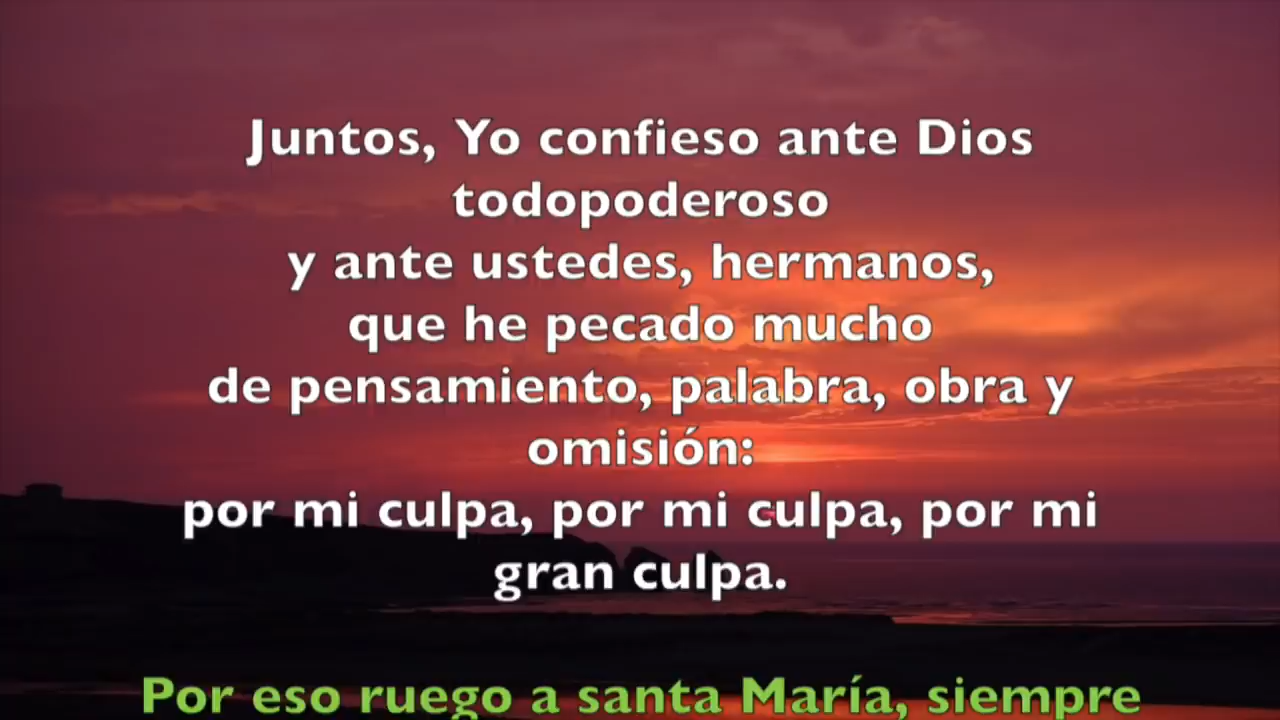 Juntos, Yo confieso ante Dios
todopoderoso
y ante ustedes, hermanos,
que he pecado mucho
de pensamiento, palabra, obra y
omisión:
por mi culpa, por mi culpa, por mi
gran culpa.
Por eso ruego a santa María, siempre